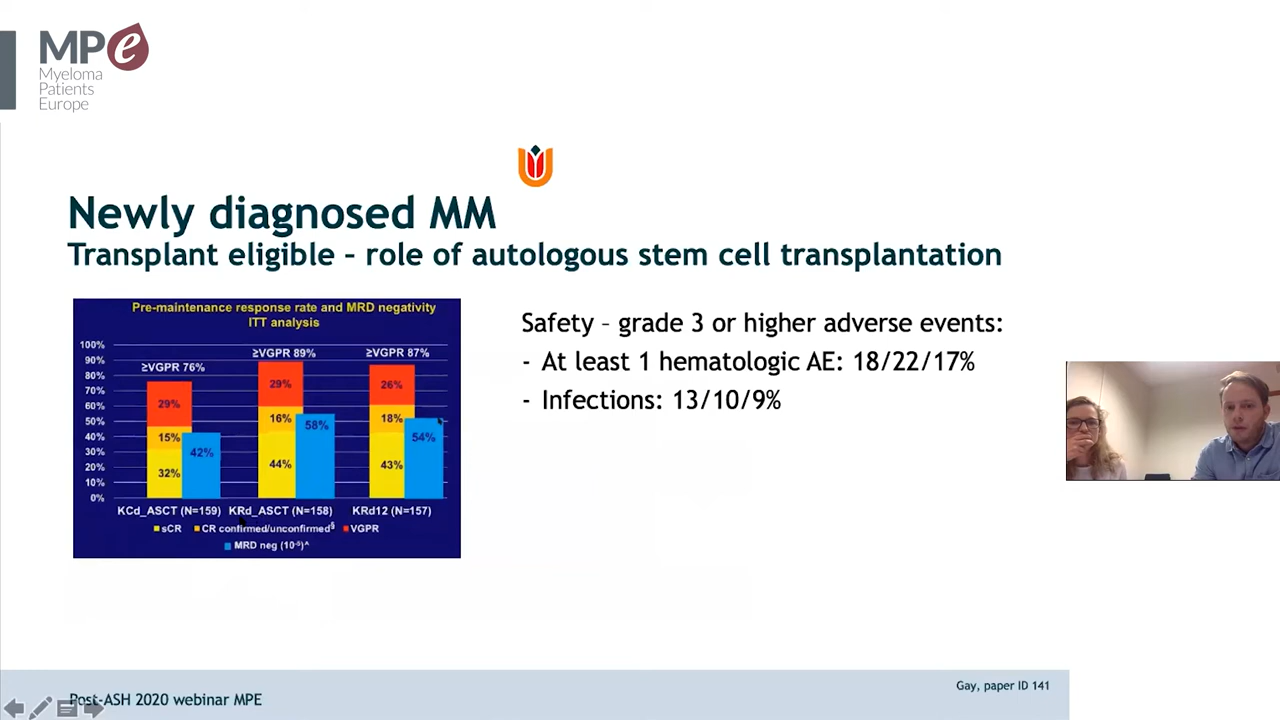 MPe
Myeloma
Patients
Europe
Newly diagnosed MM
Transplant eligible – role of autologous stem cell transplantation
Pre-maintenance response rate and MRD negativity
ITT analysis
100%
90%
80%
70%
60%
50%
40%
30%
20%
10%
0%
≥VGPR 76%
≥VGPR 89%
≥VGPR 87%
29%
15%
32%
42%
29%
16%
44%
58%
26%
18%
43%
54%
KCd_ASCT (N=159) KRd_ASCT (N=158) KRd12 (N=157)
sCR CR confirmed/unconfirmed§ VGPR
MRD neg (10⁻⁵)^
Safety – grade 3 or higher adverse events:
- At least 1 hematologic AE: 18/22/17%
- Infections: 13/10/9%
Gay, paper ID 141
Post-ASH 2020 webinar MPE